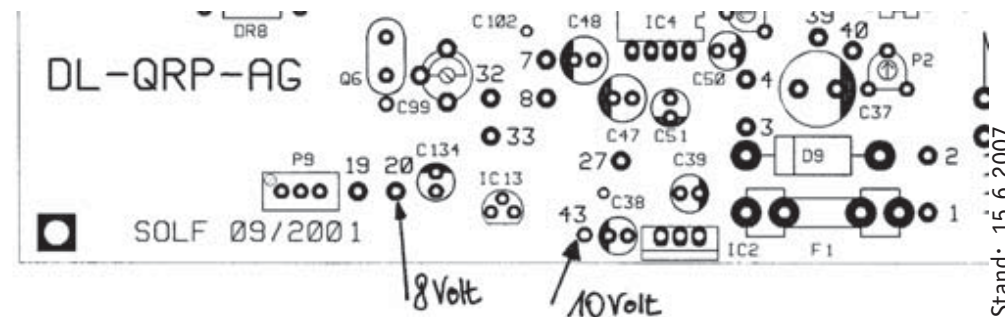 DR8
C102
C48
IC4
39
40
DL-QRP-AG
Q6
C99
32
7
8
C50
4
P2
C37
33
C47
C51
3
P9
19
20
C134
IC13
27
C39
D9
2
43
C38
SOLF 09/2001
IC2
F1
1
8 Volt
10 Volt
Stand: 15.6.2007